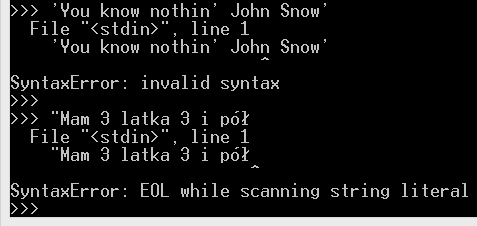 >>> 'You know nothin' John Snow'
  File "<stdin>", line 1
    'You know nothin' John Snow'
                         ^
SyntaxError: invalid syntax
>>>
>>> "Mam 3 latka 3 i pół
  File "<stdin>", line 1
    "Mam 3 latka 3 i pół
                        ^
SyntaxError: EOL while scanning string literal
>>>